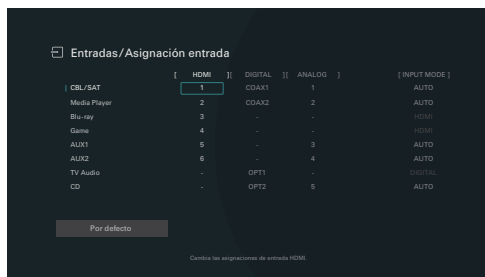 Entradas/Asignación entrada
[ HDMI ][ DIGITAL ][ ANALOG ] [ INPUT MODE ]
CBL/SAT 1 COAX1 1 AUTO
Media Player 2 COAX2 2 AUTO
Blu-ray 3 - - HDMI
Game 4 - - HDMI
AUX1 5 - 3 AUTO
AUX2 6 - 4 AUTO
TV Audio - OPT1 - DIGITAL
CD - OPT2 5 AUTO
Por defecto
Cambia las asignaciones de entrada HDMI.